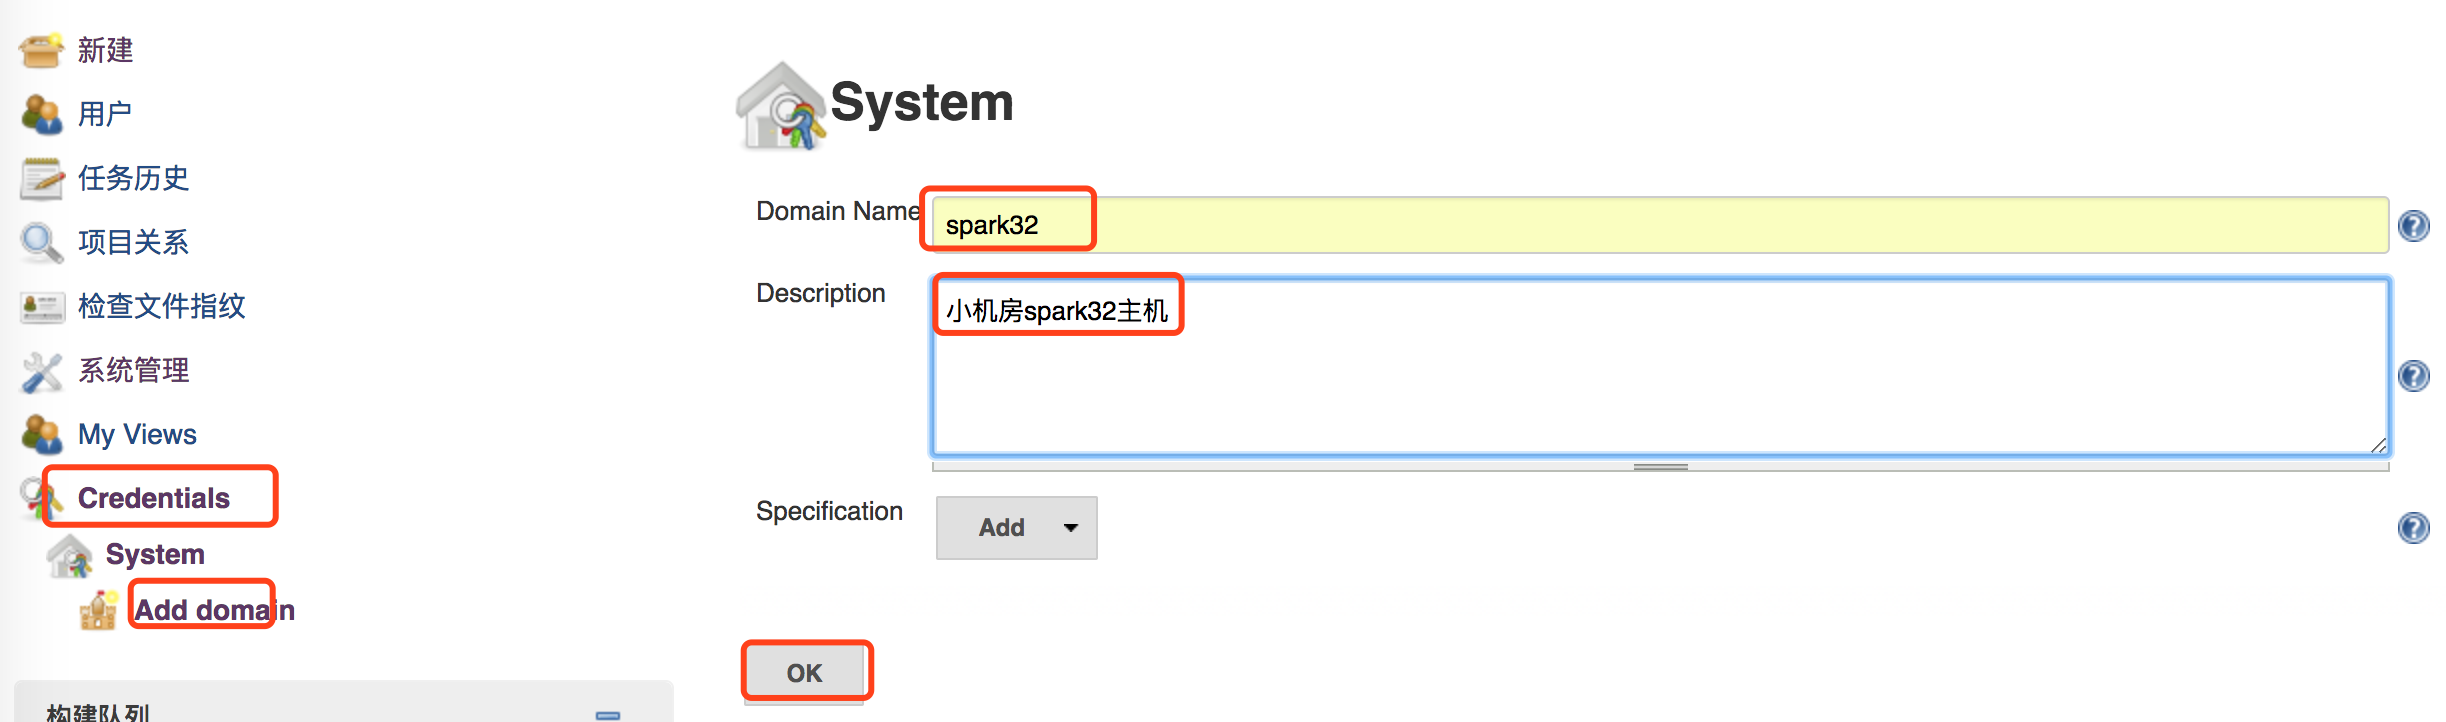 新建
用户
任务历史
项目关系
检查文件指纹
系统管理
My Views
Credentials
System
Add domain
构建队列
System
Domain Name
spark32
Description
小机房spark32主机
Specification
Add
OK